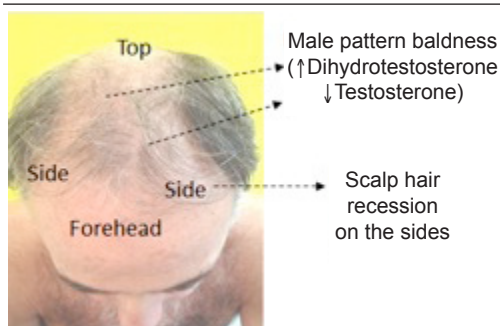 Top
Side
Side
Forehead
Male pattern baldness
(↑Dihydrotestosterone
↓Testosterone)
Scalp hair
recession
on the sides